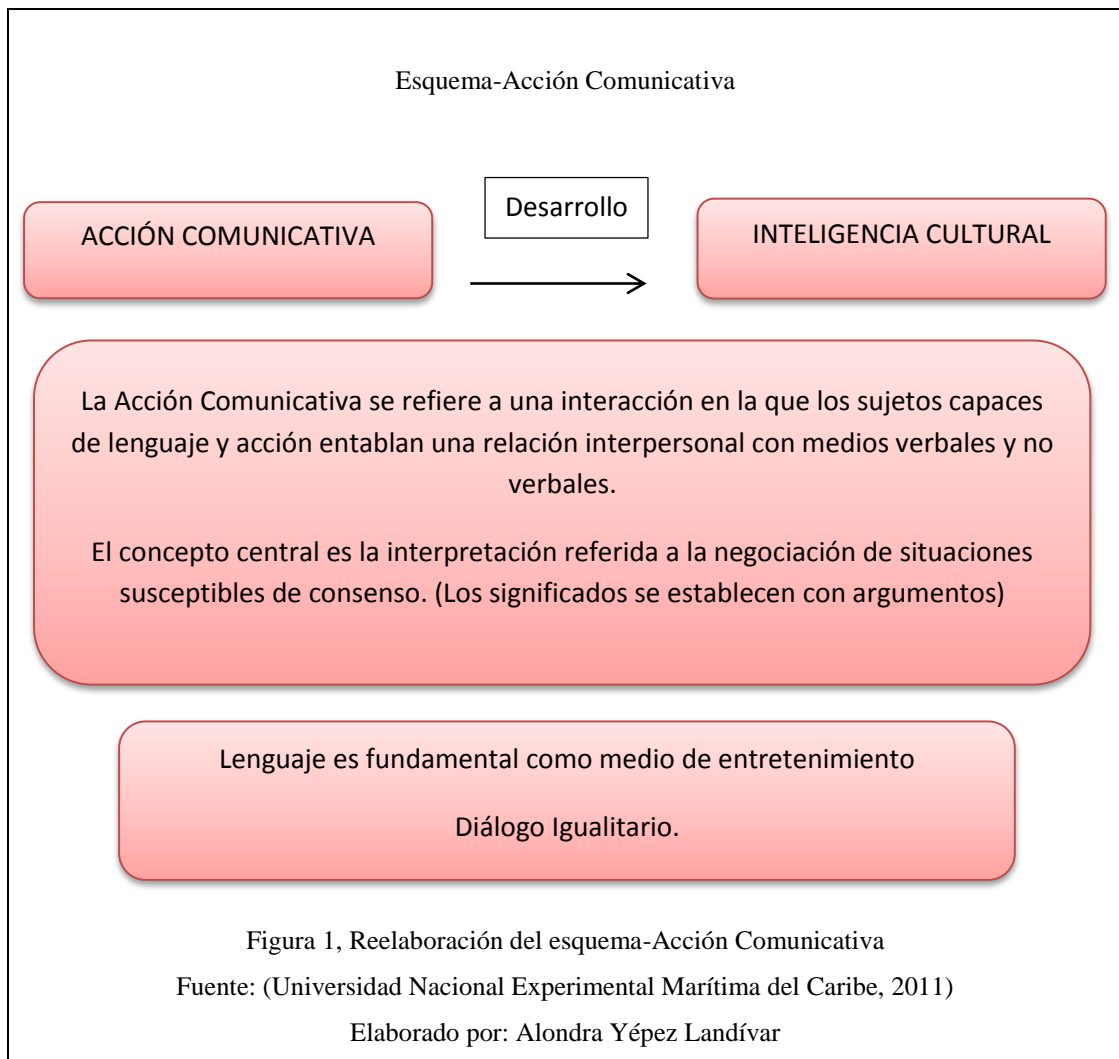 Esquema-Acción Comunicativa
Desarrollo
ACCIÓN COMUNICATIVA
INTELIGENCIA CULTURAL
La Acción Comunicativa se refiere a una interacción en la que los sujetos capaces
de lenguaje y acción entablan una relación interpersonal con medios verbales y no
verbales.
El concepto central es la interpretación referida a la negociación de situaciones
susceptibles de consenso. (Los significados se establecen con argumentos)
Lenguaje es fundamental como medio de entretenimiento
Diálogo Igualitario.
Figura 1, Reelaboración del esquema-Acción Comunicativa
Fuente: (Universidad Nacional Experimental Marítima del Caribe, 2011)
Elaborado por: Alondra Yépez Landívar